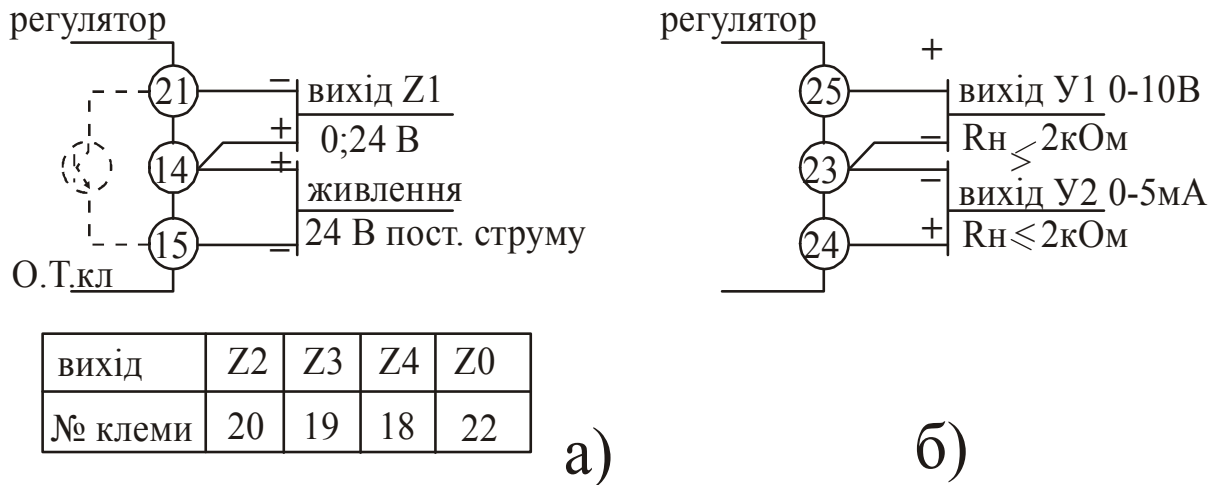 регулятор
21
−
вихід Z1
+
0;24 В
14
+
живлення
24 В пост. струму
15
−
О.Т.кл
вихід Z2 Z3 Z4 Z0
№ клеми 20 19 18 22
а)
регулятор
+
25
вихід У1 0-10В
−
Rн > 2кОм
23
−
вихід У2 0-5мА
+
Rн ⩽ 2кОм
24
б)